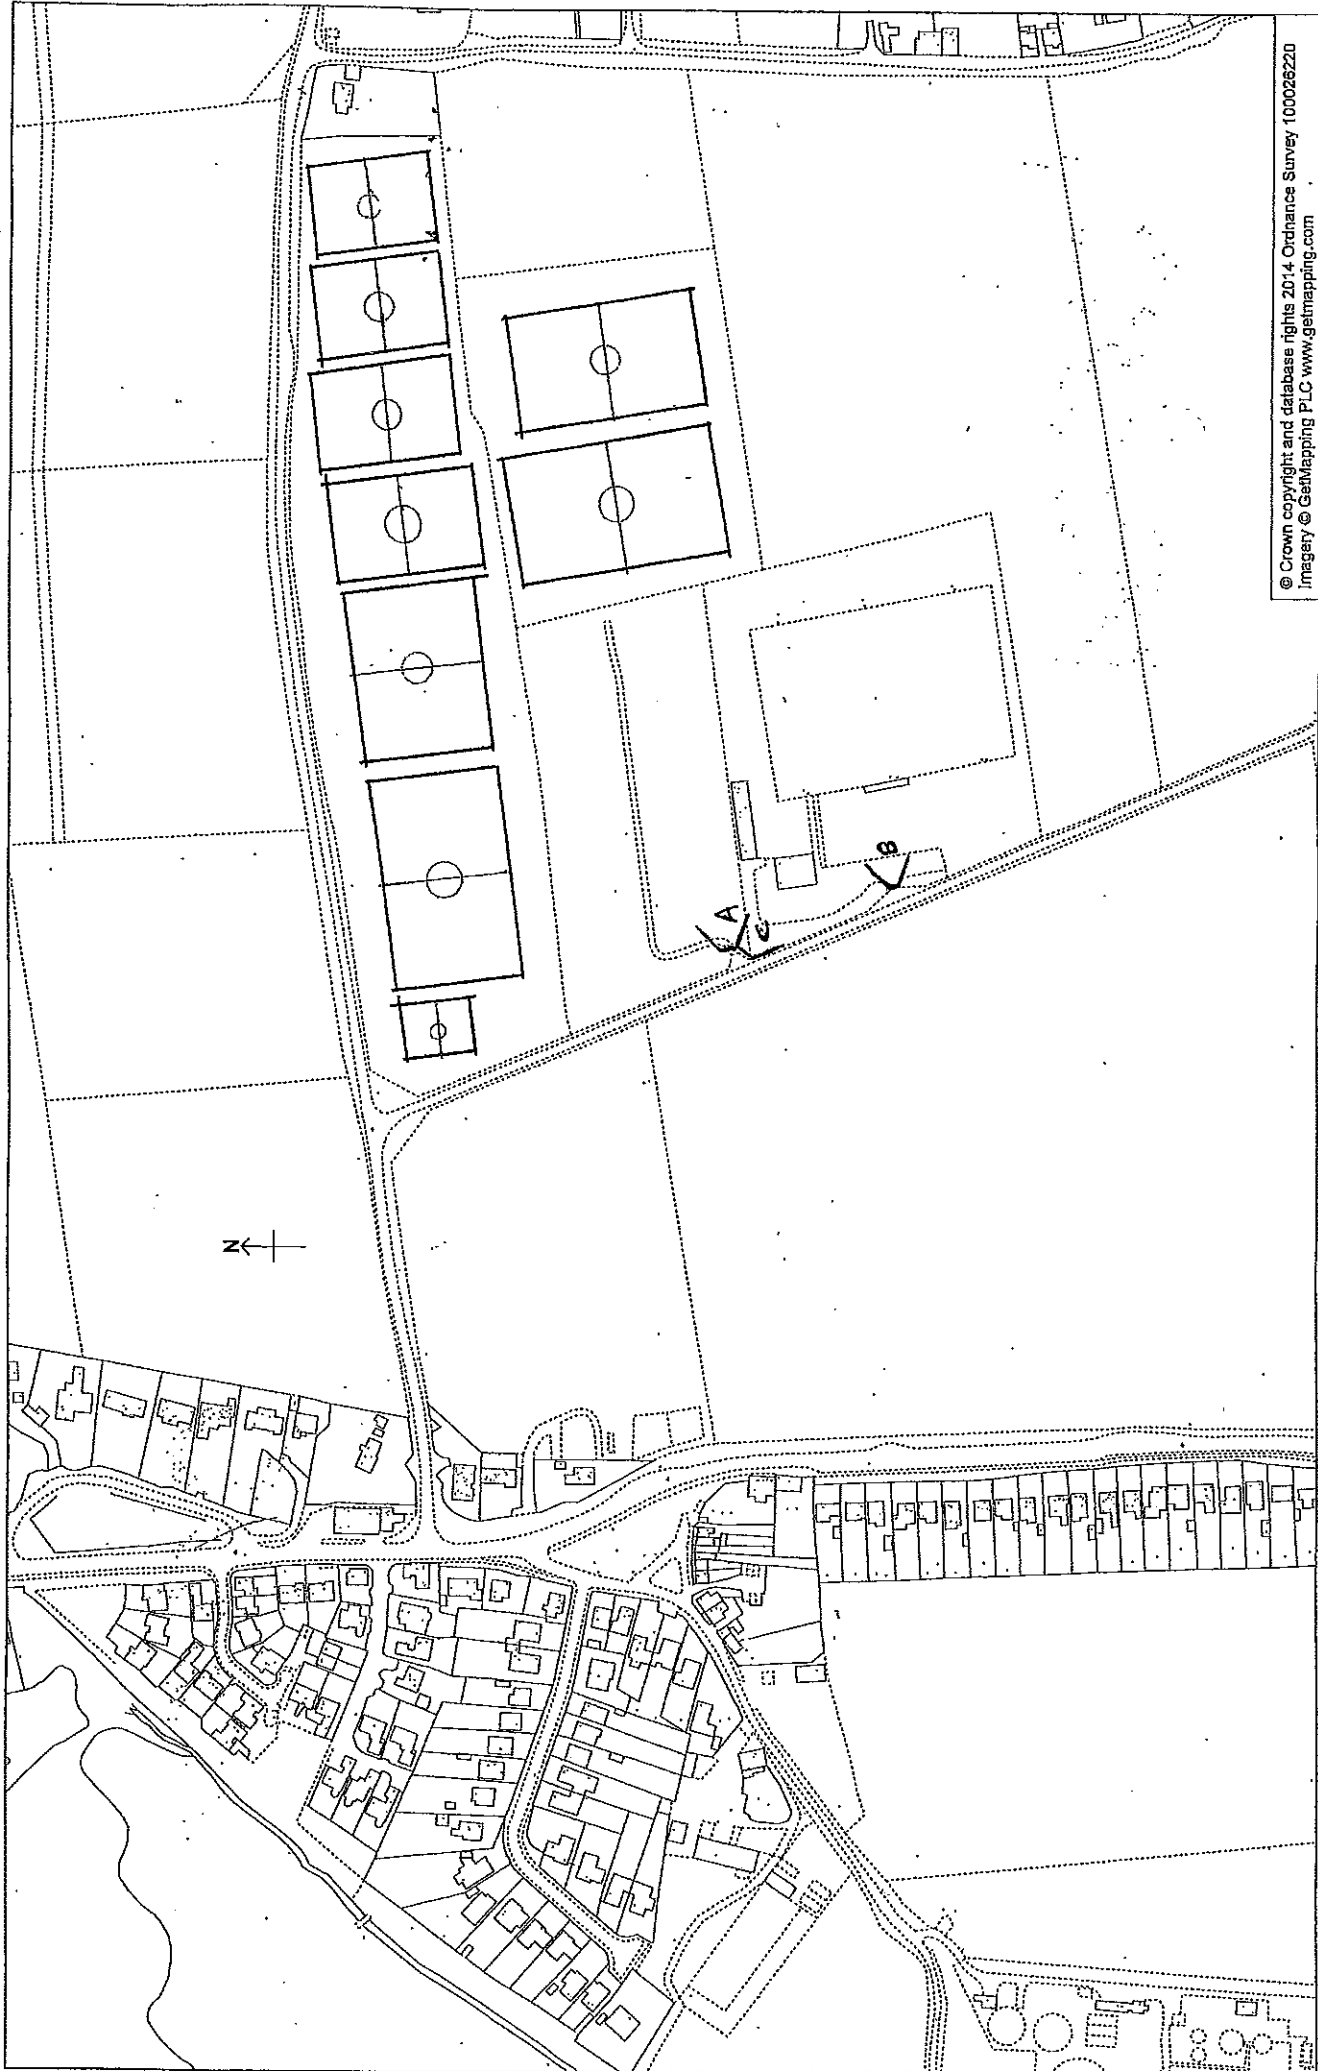 © Crown copyright and database rights 2014 Ordnance Survey 100026220
Imagery © GetMapping PLC www.getmapping.com
N
A
C
B